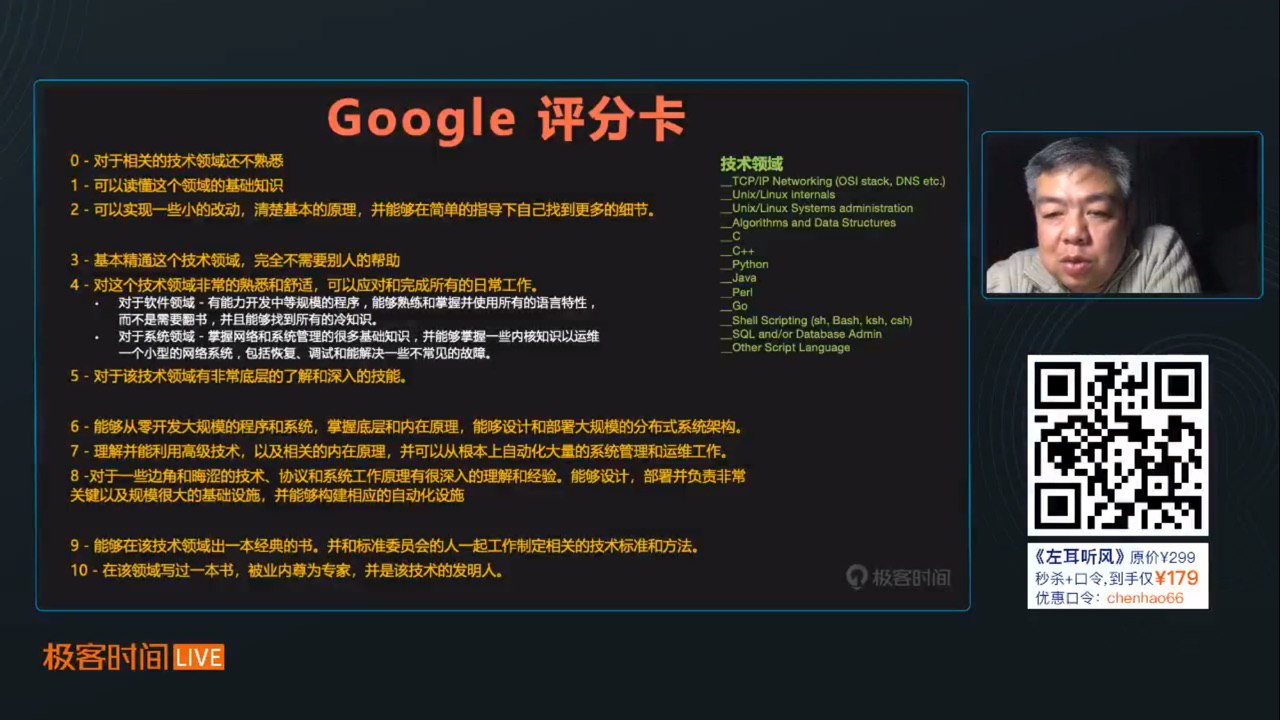 Google 评分卡
0 - 对于相关的技术领域还不熟悉
1 - 可以读懂这个领域的基础知识
2 - 可以实现一些小的改动，清楚基本的原理，并能够在简单的指导下自己找到更多的细节。
3 - 基本精通这个技术领域，完全不需要别人的帮助
4 - 对这个技术领域非常的熟悉和舒适，可以应对和完成所有的日常工作。
• 对于软件领域 - 有能力开发中等规模的程序，能够熟练和掌握并使用所有的语言特性，
而不是需要翻书，并且能够找到所有的冷知识。
• 对于系统领域 - 掌握网络和系统管理的很多基础知识，并能够掌握一些内核知识以运维
一个小型的网络系统，包括恢复、调试和能解决一些不常见的故障。
5 - 对于该技术领域有非常底层的了解和深入的技能。
6 - 能够从零开发大规模的程序和系统，掌握底层和内在原理，能够设计和部署大规模的分布式系统架构。
7 - 理解并能利用高级技术，以及相关的内在原理，并可以从根本上自动化大量的系统管理和运维工作。
8 -对于一些边角和晦涩的技术、协议和系统工作原理有很深入的理解和经验。能够设计，部署并负责非常
关键以及规模很大的基础设施，并能够构建相应的自动化设施
9 - 能够在该技术领域出一本经典的书。并和标准委员会的人一起工作制定相关的技术标准和方法。
10 - 在该领域写过一本书，被业内尊为专家，并是该技术的发明人。
技术领域
__TCP/IP Networking (OSI stack, DNS etc.)
__Unix/Linux internals
__Unix/Linux Systems administration
__Algorithms and Data Structures
__C
__C++
__Python
__Java
__Perl
__Go
__Shell Scripting (sh, Bash, ksh, csh)
__SQL and/or Database Admin
__Other Script Language
极客时间
《左耳听风》原价¥299
秒杀+口令,到手仅¥179
优惠口令：chenhao66
极客时间 LIVE